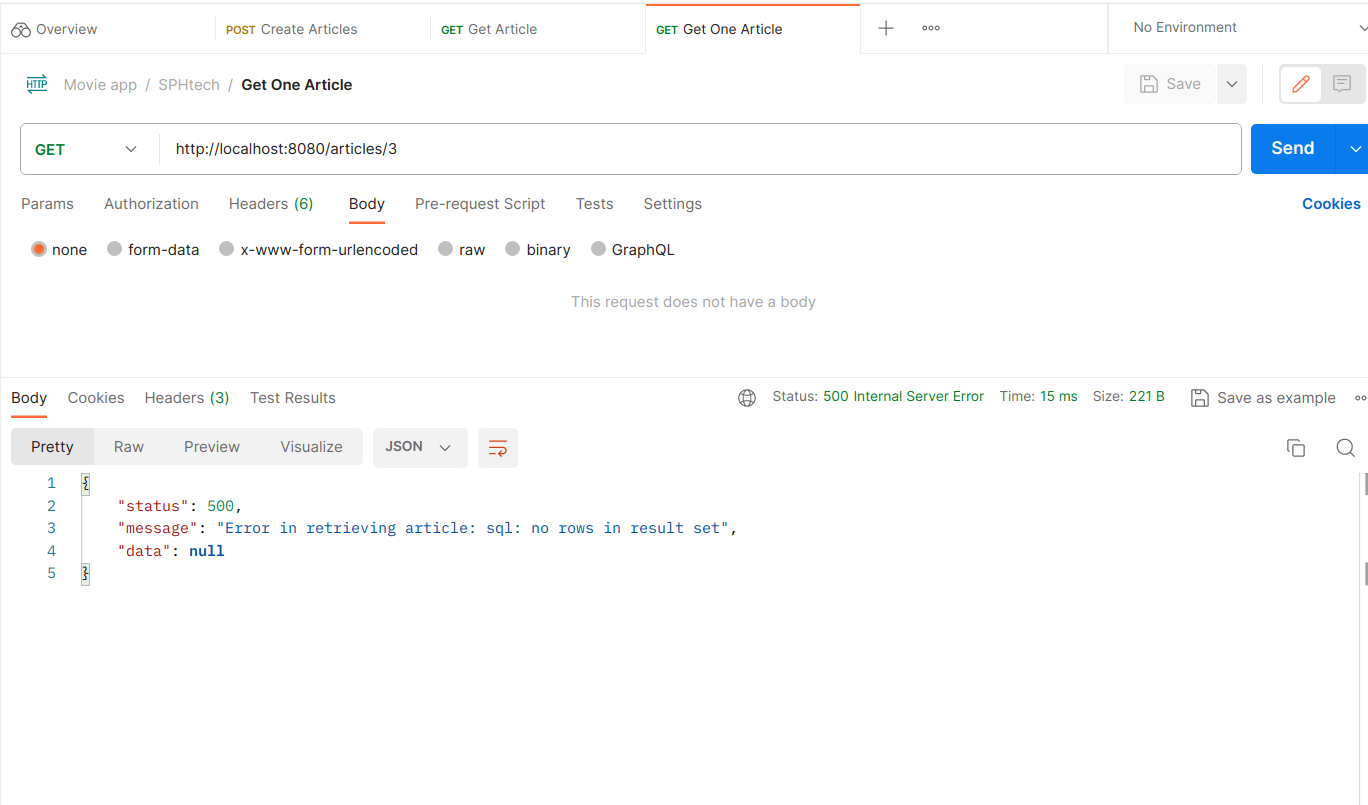 Overview
POST Create Articles
GET Get Article
GET Get One Article
No Environment
HTTP Movie app / SPHtech / Get One Article
Save
GET http://localhost:8080/articles/3
Send
Params Authorization Headers (6) Body Pre-request Script Tests Settings Cookies
none form-data x-www-form-urlencoded raw binary GraphQL
This request does not have a body
Body Cookies Headers (3) Test Results Status: 500 Internal Server Error Time: 15 ms Size: 221 B Save as example
Pretty Raw Preview Visualize JSON
1 {
2 "status": 500,
3 "message": "Error in retrieving article: sql: no rows in result set",
4 "data": null
5 }